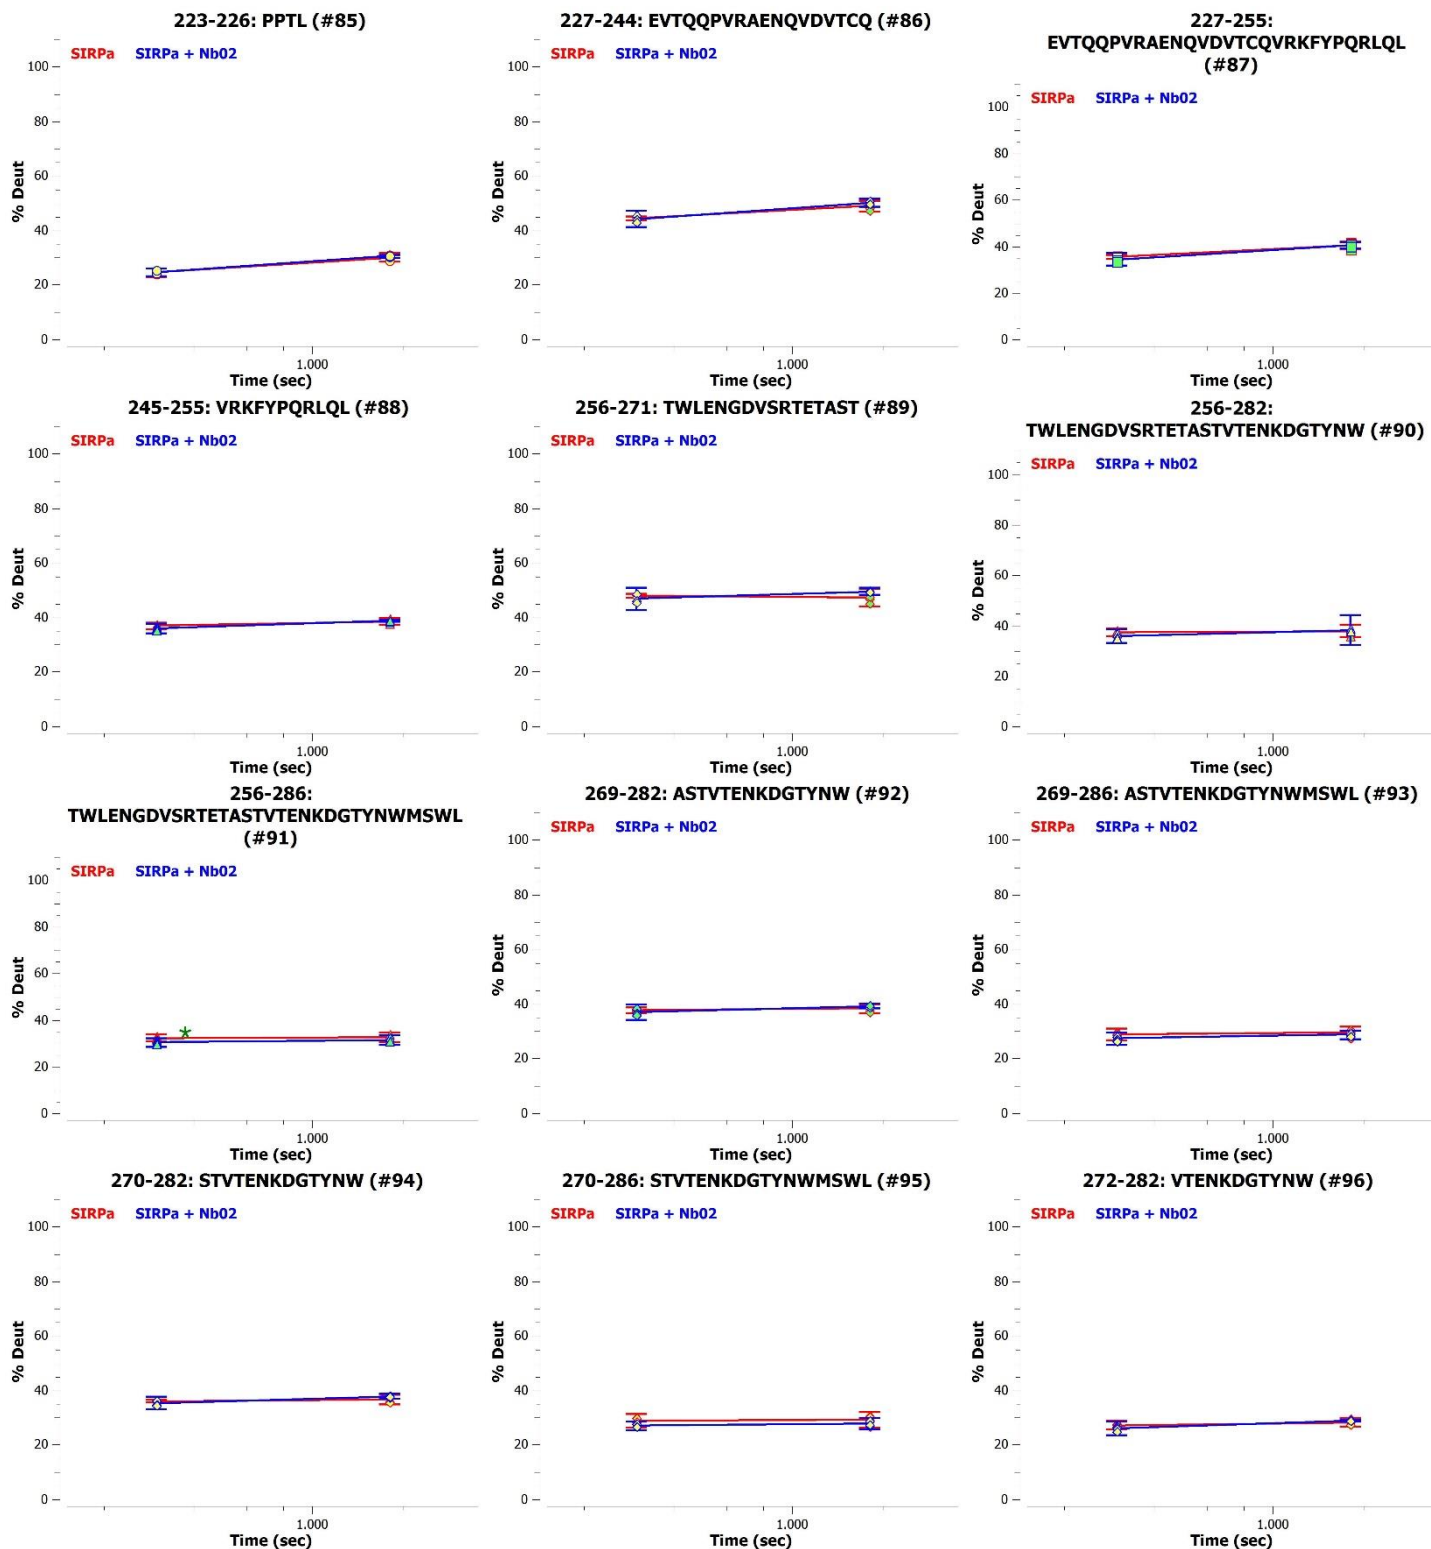 223-226: PPTL (#85)
SIRPa SIRPa + Nb02
100
80
60
40
20
0
% Deut
1.000
Time (sec)
227-244: EVTQQPVRAENQVDVTCQ (#86)
SIRPa SIRPa + Nb02
100
80
60
40
20
0
% Deut
1.000
Time (sec)
227-255:
EVTQQPVRAENQVDVTCQVRKFYPQRLQL
(#87)
SIRPa SIRPa + Nb02
100
80
60
40
20
0
% Deut
1.000
Time (sec)
245-255: VRKFYPQRLQL (#88)
SIRPa SIRPa + Nb02
100
80
60
40
20
0
% Deut
1.000
Time (sec)
256-271: TWLENGDVSRTETAST (#89)
SIRPa SIRPa + Nb02
100
80
60
40
20
0
% Deut
1.000
Time (sec)
256-282:
TWLENGDVSRTETASTVTENKDGTYNW (#90)
SIRPa SIRPa + Nb02
100
80
60
40
20
0
% Deut
1.000
Time (sec)
256-286:
TWLENGDVSRTETASTVTENKDGTYNWMSWL
(#91)
SIRPa SIRPa + Nb02
100
80
60
40
20
0
% Deut
1.000
Time (sec)
269-282: ASTVTENKDGTYNW (#92)
SIRPa SIRPa + Nb02
100
80
60
40
20
0
% Deut
1.000
Time (sec)
269-286: ASTVTENKDGTYNWMSWL (#93)
SIRPa SIRPa + Nb02
100
80
60
40
20
0
% Deut
1.000
Time (sec)
270-282: STVTENKDGTYNW (#94)
SIRPa SIRPa + Nb02
100
80
60
40
20
0
% Deut
1.000
Time (sec)
270-286: STVTENKDGTYNWMSWL (#95)
SIRPa SIRPa + Nb02
100
80
60
40
20
0
% Deut
1.000
Time (sec)
272-282: VTENKDGTYNW (#96)
SIRPa SIRPa + Nb02
100
80
60
40
20
0
% Deut
1.000
Time (sec)